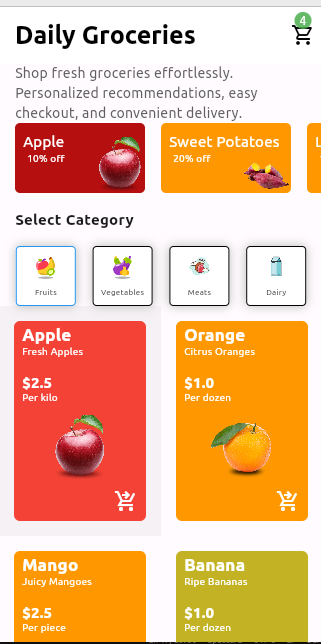 Daily Groceries
4
Shop fresh groceries effortlessly.
Personalized recommendations, easy
checkout, and convenient delivery.
Apple
10% off
Sweet Potatoes
20% off
Select Category
Fruits
Vegetables
Meats
Dairy
Apple
Fresh Apples
$2.5
Per kilo
Orange
Citrus Oranges
$1.0
Per dozen
Mango
Juicy Mangoes
$2.5
Per piece
Banana
Ripe Bananas
$1.0
Per dozen